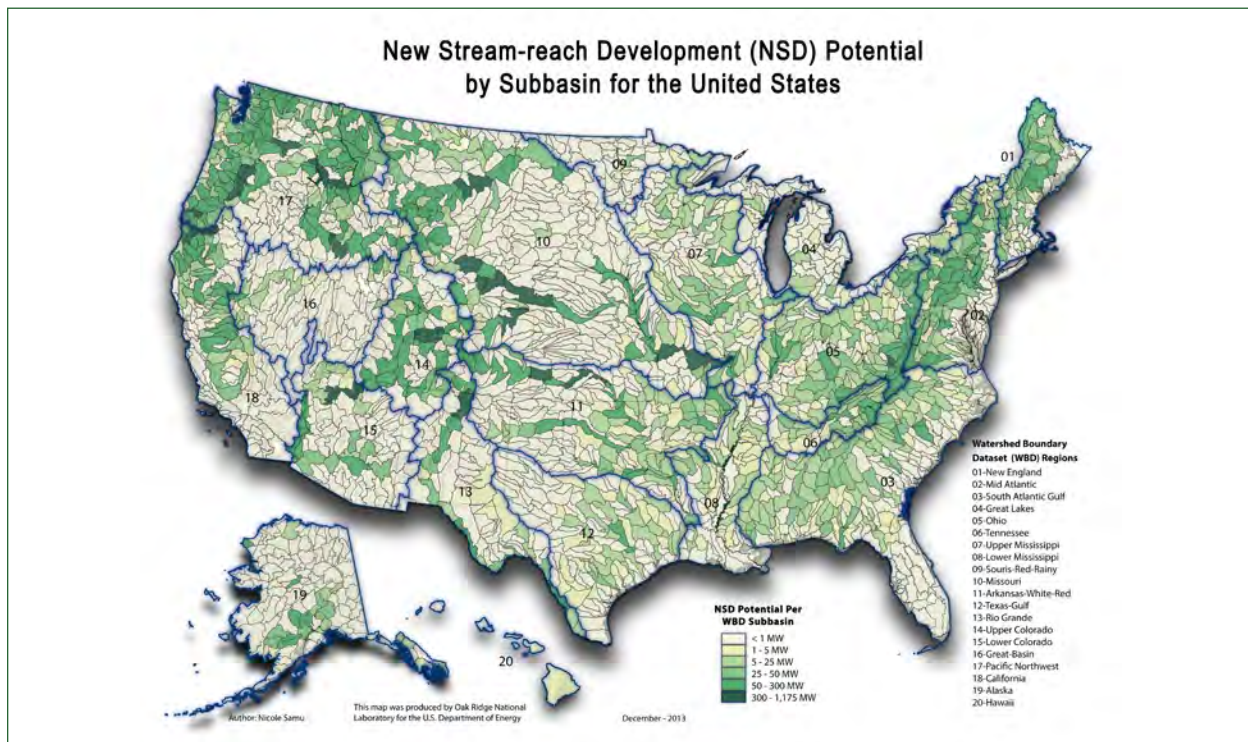 New Stream-reach Development (NSD) Potential
by Subbasin for the United States
01
09
17
10
07
04
16
02
05
14
18
11
15
06
03
13
08
12
19
20
Watershed Boundary
Dataset (WBD) Regions
01-New England
02-Mid Atlantic
03-South Atlantic Gulf
04-Great Lakes
05-Ohio
06-Tennessee
07-Upper Mississippi
08-Lower Mississippi
09-Souris-Red-Rainy
10-Missouri
11-Arkansas-White-Red
12-Texas-Gulf
13-Rio Grande
14-Upper Colorado
15-Lower Colorado
16-Great-Basin
17-Pacific Northwest
18-California
19-Alaska
20-Hawaii
NSD Potential Per
WBD Subbasin
< 1 MW
1 - 5 MW
5 - 25 MW
25 - 50 MW
50 - 300 MW
300 - 1,175 MW
This map was produced by Oak Ridge National
Laboratory for the U.S. Department of Energy
Author: Nicole Samu
December - 2013